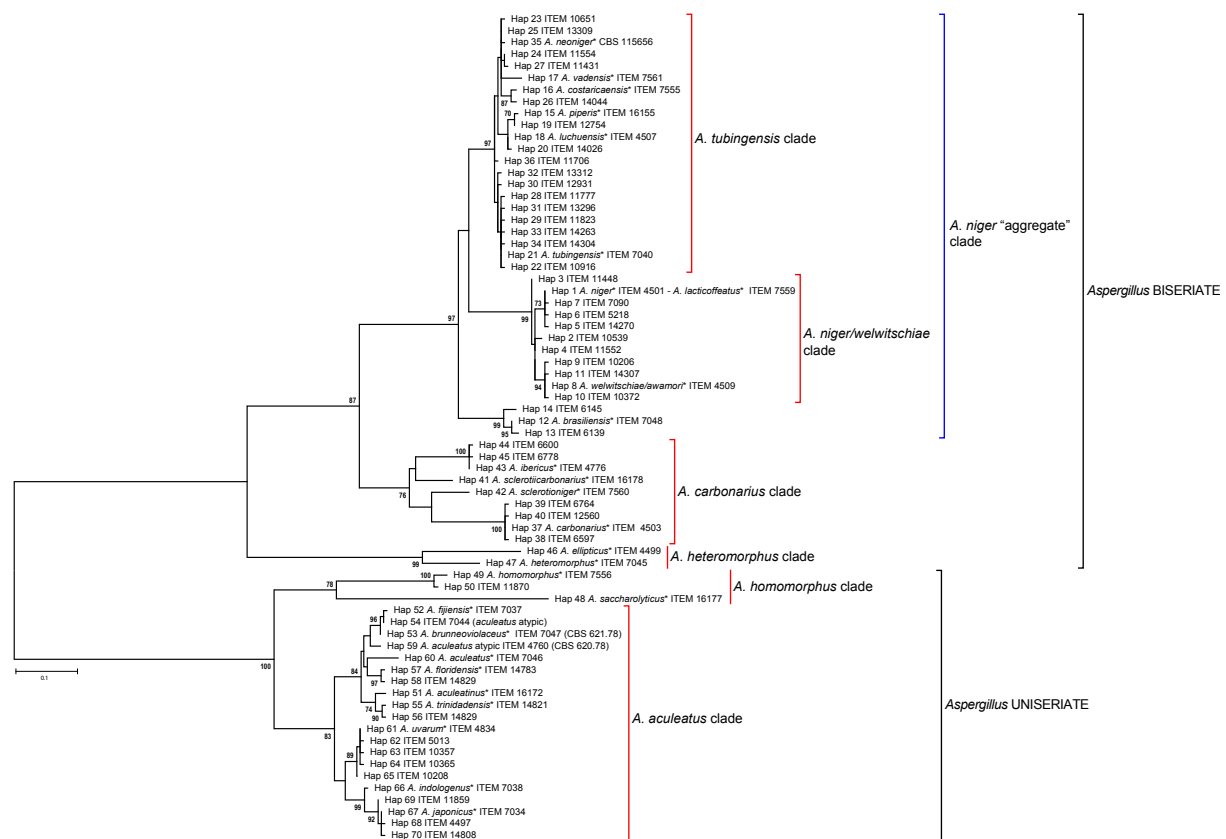 Hap 23 ITEM 10651
Hap 25 ITEM 13309
Hap 35 A. neoniger* CBS 115656
Hap 24 ITEM 11554
Hap 27 ITEM 11431
Hap 17 A. vadensis* ITEM 7561
Hap 16 A. costaricaensis* ITEM 7555
87
Hap 26 ITEM 14044
70
Hap 15 A. piperis* ITEM 16155
Hap 19 ITEM 12754
Hap 18 A. luchuensis* ITEM 4507
97
Hap 20 ITEM 14026
Hap 36 ITEM 11706
Hap 32 ITEM 13312
Hap 30 ITEM 12931
Hap 28 ITEM 11777
Hap 31 ITEM 13296
Hap 29 ITEM 11823
Hap 33 ITEM 14263
Hap 34 ITEM 14304
Hap 21 A. tubingensis* ITEM 7040
Hap 22 ITEM 10916
A. tubingensis clade
Hap 3 ITEM 11448
Hap 1 A. niger* ITEM 4501 - A. lacticoffeatus* ITEM 7559
73
Hap 7 ITEM 7090
Hap 6 ITEM 5218
99
Hap 5 ITEM 14270
97
Hap 2 ITEM 10539
Hap 4 ITEM 11552
Hap 9 ITEM 10206
Hap 11 ITEM 14307
94
Hap 8 A. welwitschiae/awamori* ITEM 4509
Hap 10 ITEM 10372
A. niger/welwitschiae
clade
Hap 14 ITEM 6145
99
Hap 12 A. brasiliensis* ITEM 7048
95
Hap 13 ITEM 6139
A. niger "aggregate"
clade
87
Hap 44 ITEM 6600
100
Hap 45 ITEM 6778
Hap 43 A. ibericus* ITEM 4776
Hap 41 A. sclerotiicarbonarius* ITEM 16178
76
Hap 42 A. sclerotioniger* ITEM 7560
Hap 39 ITEM 6764
Hap 40 ITEM 12560
100
Hap 37 A. carbonarius* ITEM 4503
Hap 38 ITEM 6597
A. carbonarius clade
Hap 46 A. ellipticus* ITEM 4499
99
Hap 47 A. heteromorphus* ITEM 7045
A. heteromorphus clade
Aspergillus BISERIATE
100
Hap 49 A. homomorphus* ITEM 7556
78
Hap 50 ITEM 11870
Hap 48 A. saccharolyticus* ITEM 16177
A. homomorphus clade
Hap 52 A. fijiensis* ITEM 7037
96
Hap 54 ITEM 7044 (aculeatus atypic)
Hap 53 A. brunneoviolaceus* ITEM 7047 (CBS 621.78)
Hap 59 A. aculeatus atypic ITEM 4760 (CBS 620.78)
Hap 60 A. aculeatus* ITEM 7046
84
Hap 57 A. floridensis* ITEM 14783
97
Hap 58 ITEM 14829
100
Hap 51 A. aculeatinus* ITEM 16172
74
Hap 55 A. trinidadensis* ITEM 14821
90
Hap 56 ITEM 14829
83
Hap 61 A. uvarum* ITEM 4834
Hap 62 ITEM 5013
89
Hap 63 ITEM 10357
Hap 64 ITEM 10365
Hap 65 ITEM 10208
Hap 66 A. indologenus* ITEM 7038
99
Hap 69 ITEM 11859
Hap 67 A. japonicus* ITEM 7034
92
Hap 68 ITEM 4497
Hap 70 ITEM 14808
A. aculeatus clade
Aspergillus UNISERIATE
0.1